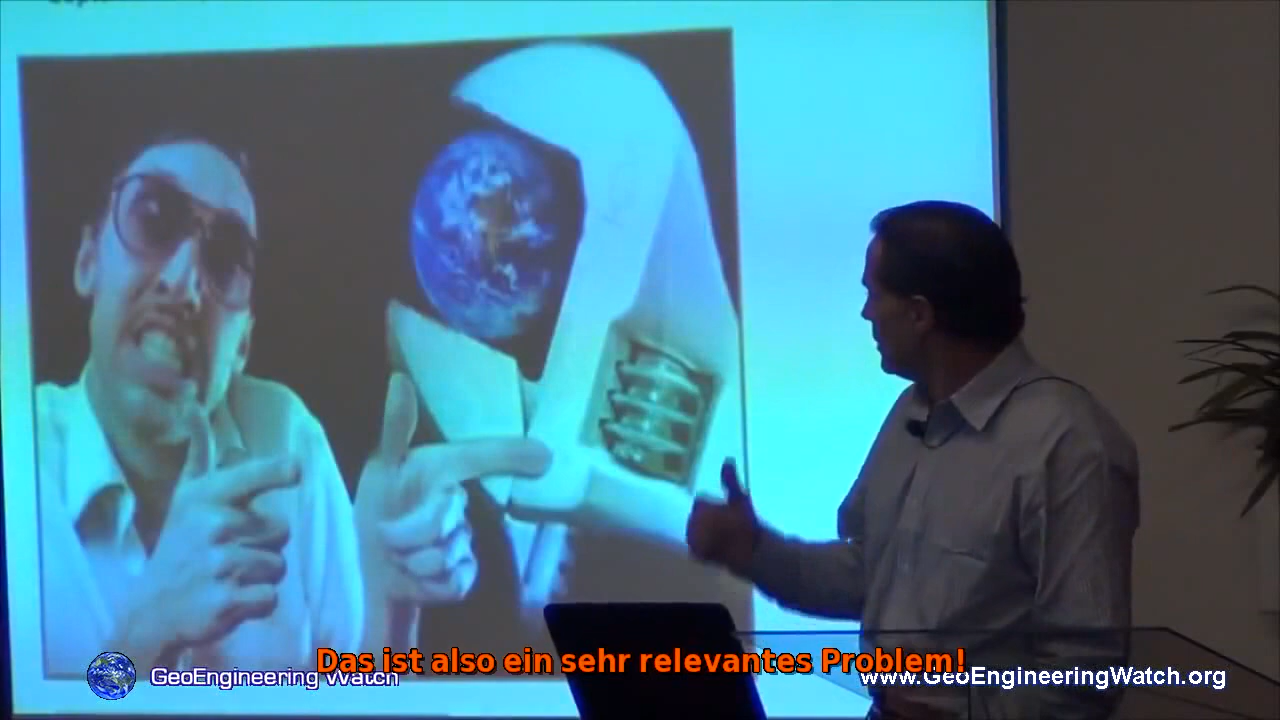 Das ist also ein sehr relevantes Problem!
GeoEngineering Watch
www.GeoEngineeringWatch.org